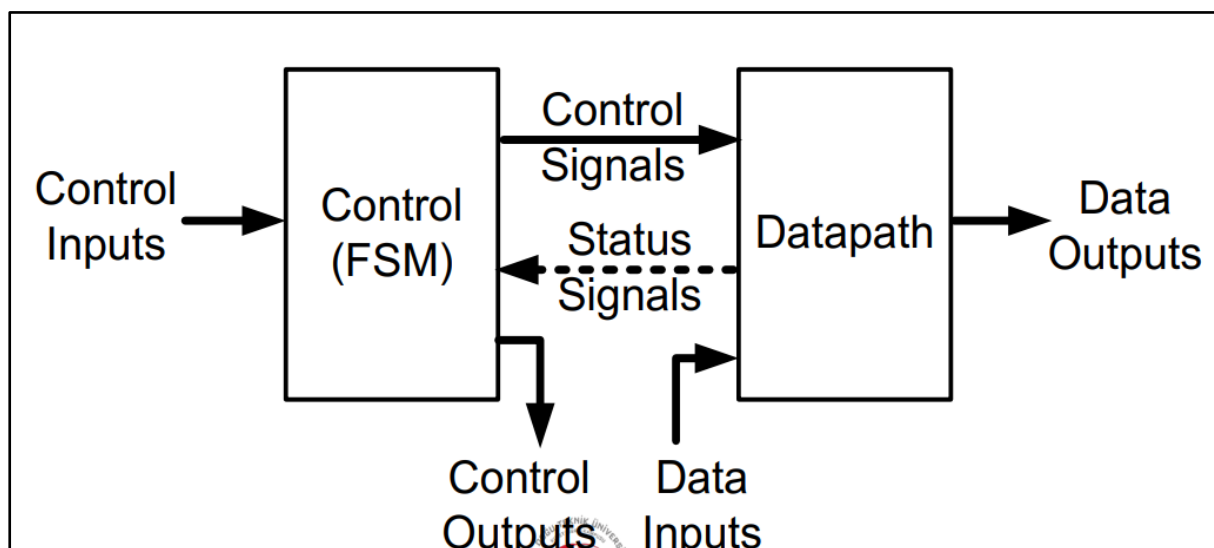 Control
Inputs
Control
(FSM)
Control
Signals
Status
Signals
Datapath
Data
Outputs
Control
Outputs
Data
Inputs